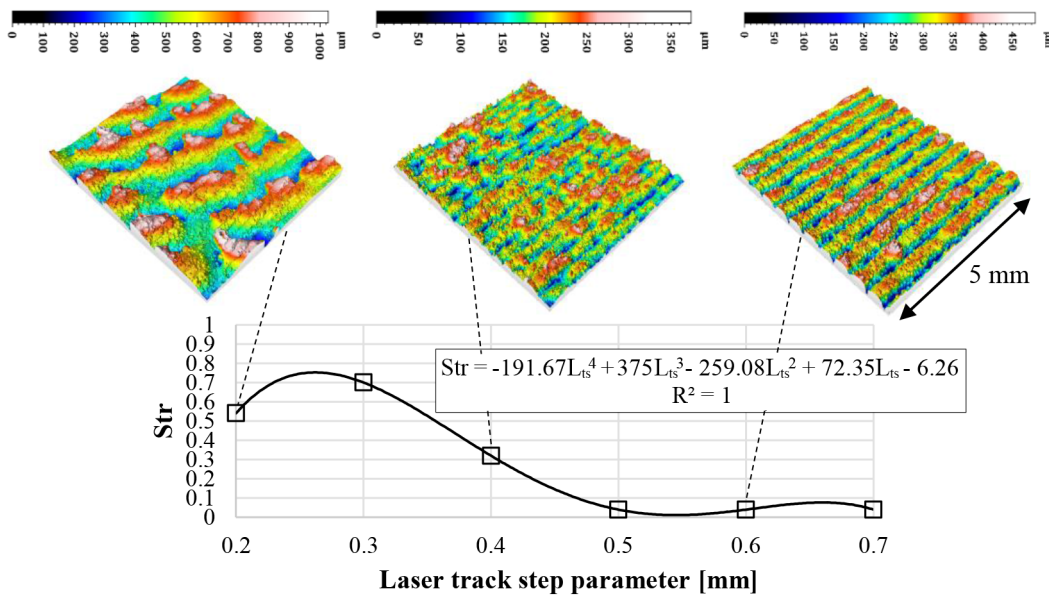 0 100 200 300 400 500 600 700 800 900 1000 µm
0 50 100 150 200 250 300 350 µm
0 50 100 150 200 250 300 350 400 450 µm
5 mm
1
0.9
0.8
0.7
0.6
0.5
0.4
0.3
0.2
0.1
0
Str
Str = -191.67Lₜₛ⁴ + 375Lₜₛ³ - 259.08Lₜₛ² + 72.35Lₜₛ - 6.26
R² = 1
0.2 0.3 0.4 0.5 0.6 0.7
Laser track step parameter [mm]